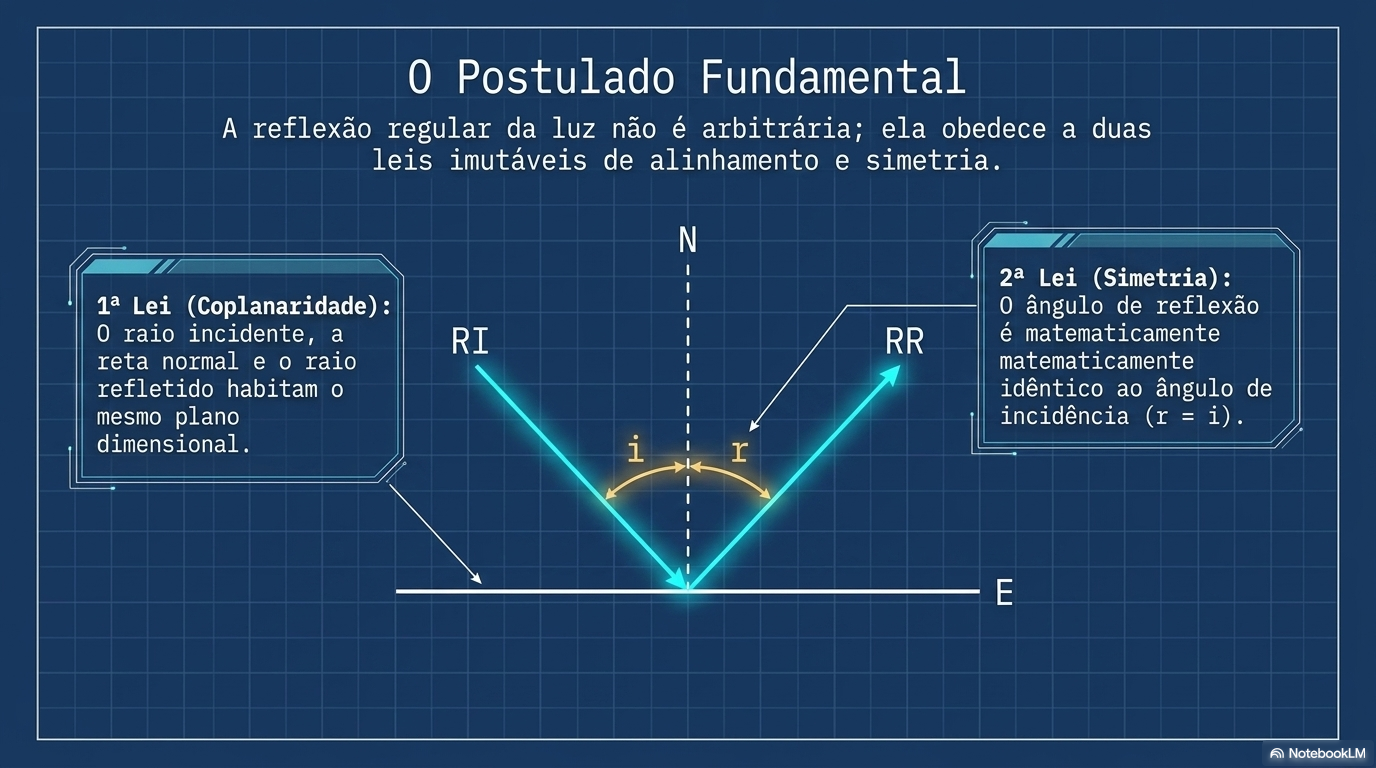 O Postulado Fundamental
A reflexão regular da luz não é arbitrária; ela obedece a duas
leis imutáveis de alinhamento e simetria.
1ª Lei (Coplanaridade):
O raio incidente, a
reta normal e o raio
refletido habitam o
mesmo plano
dimensional.
N
RI
RR
i
r
E
2ª Lei (Simetria):
O ângulo de reflexão
é matematicamente
matematicamente
idêntico ao ângulo de
incidência (r = i).
NotebookLM